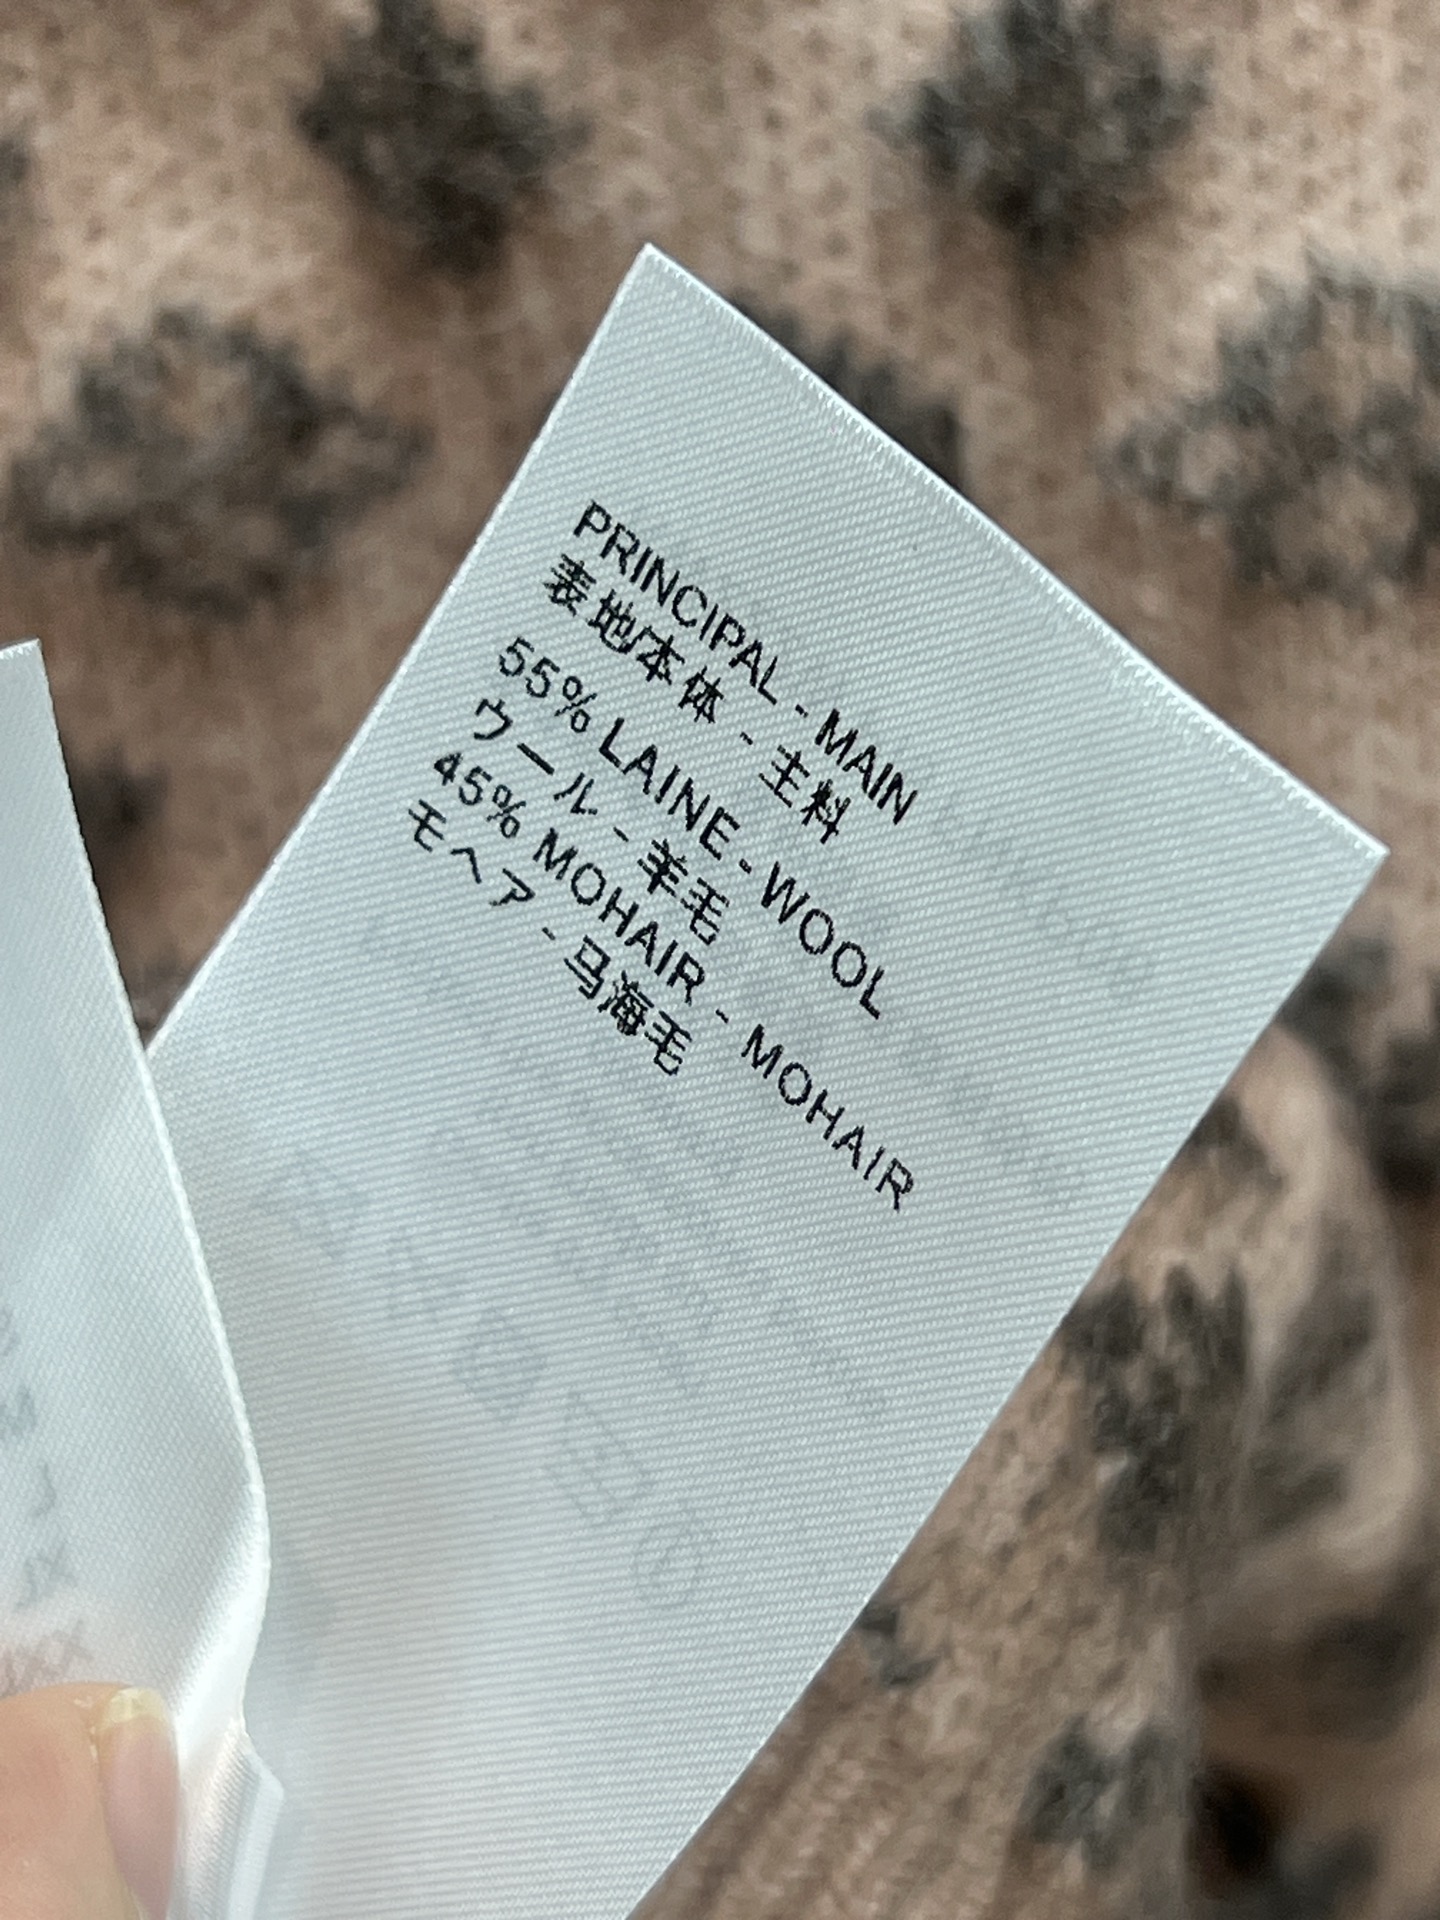 PRINCIPAL - MAIN
表地/本体 - 主料
55% LAINE - WOOL
ウール - 羊毛
45% MOHAIR - MOHAIR
モヘア - 马海毛